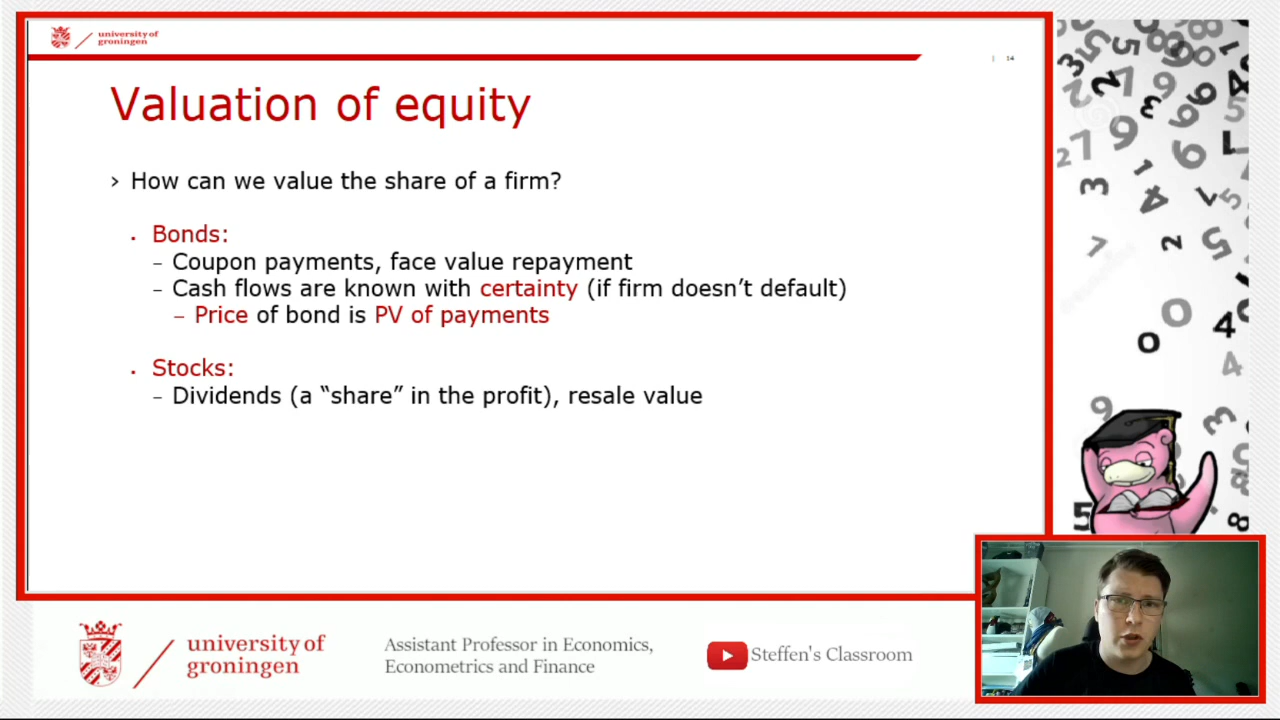 university of
groningen
| 14
Valuation of equity
› How can we value the share of a firm?
▪ Bonds:
– Coupon payments, face value repayment
– Cash flows are known with certainty (if firm doesn’t default)
– Price of bond is PV of payments
▪ Stocks:
– Dividends (a “share” in the profit), resale value
university of
groningen
Assistant Professor in Economics,
Econometrics and Finance
Steffen's Classroom